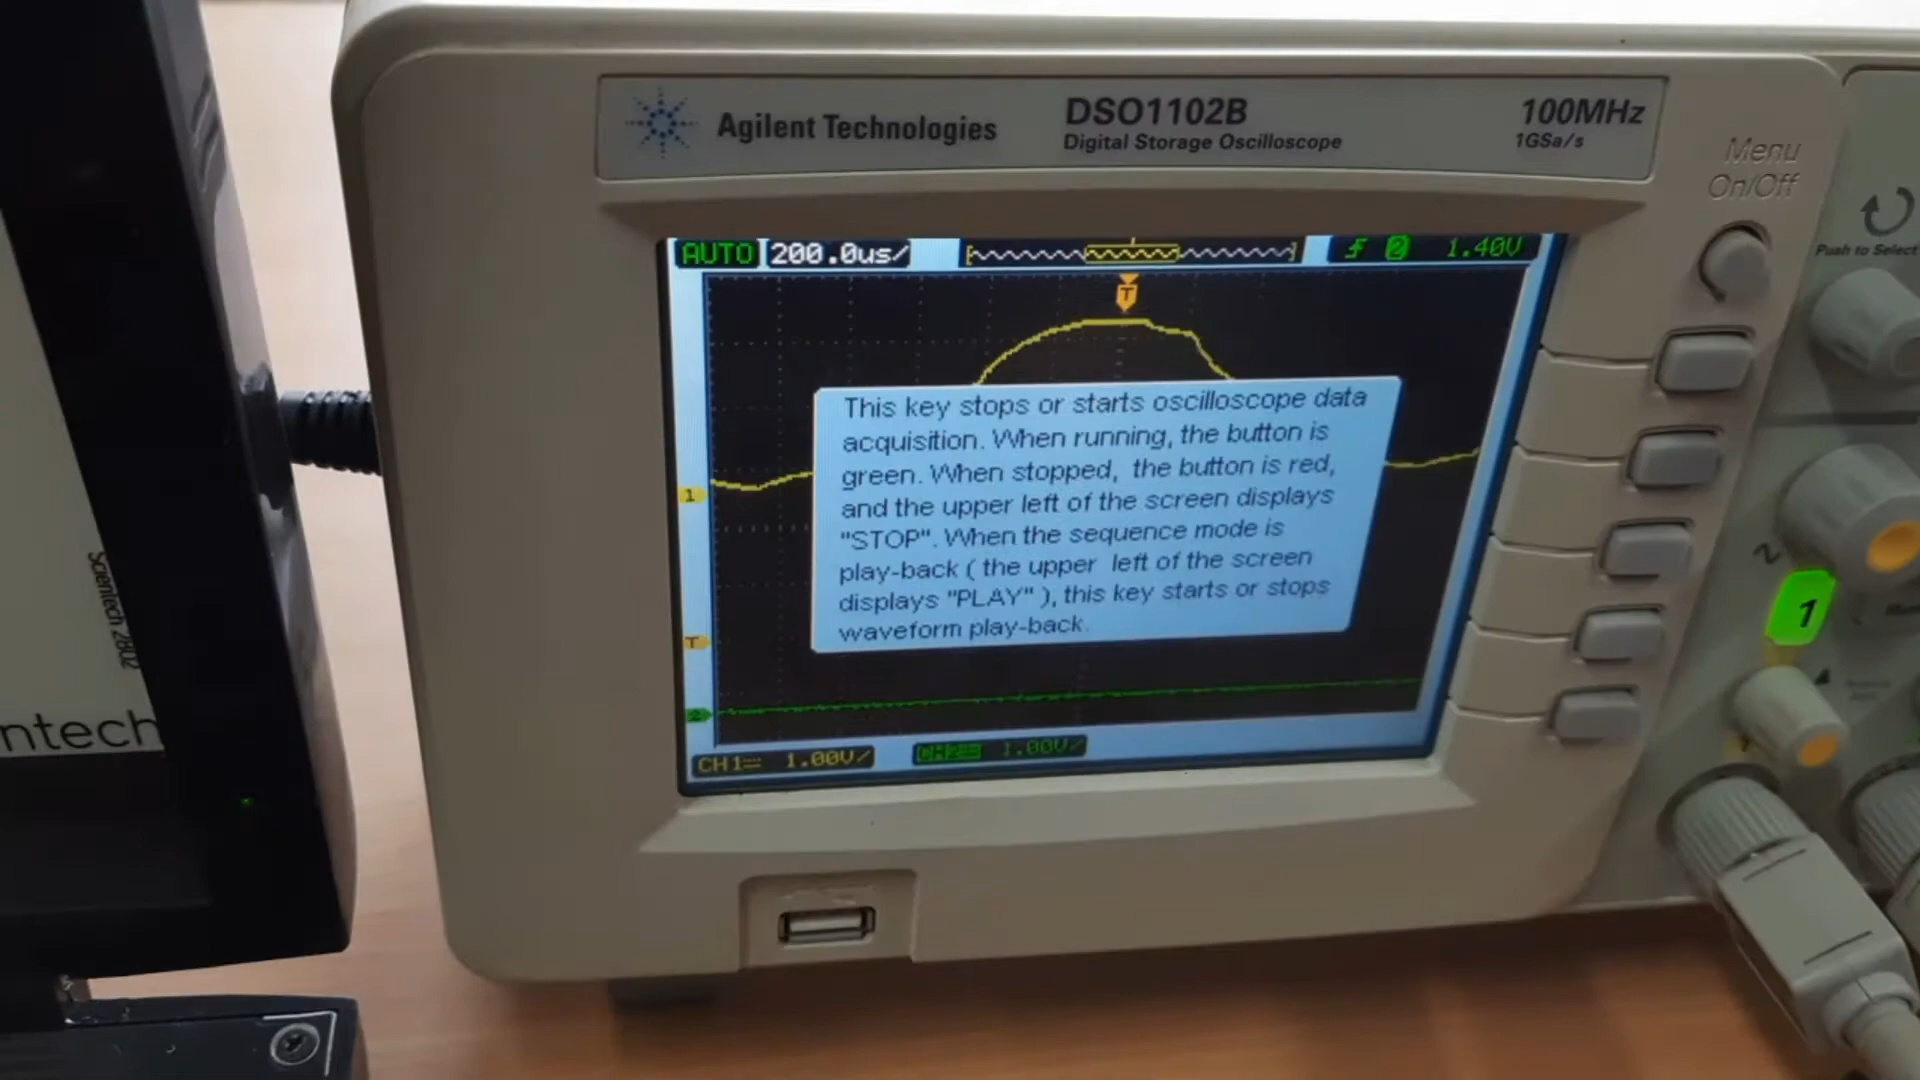 Agilent Technologies
DSO1102B
Digital Storage Oscilloscope
100MHz
1GSa/s
Menu
On/Off
Push to Select
AUTO
200.0us/
2
1.40V
T
This key stops or starts oscilloscope data
acquisition. When running, the button is
green. When stopped, the button is red,
and the upper left of the screen displays
"STOP". When the sequence mode is
play-back ( the upper left of the screen
displays "PLAY" ), this key starts or stops
waveform play-back.
1
T
2
CH1
1.00V/
1.00V/
1
Scientech 2802
ntech